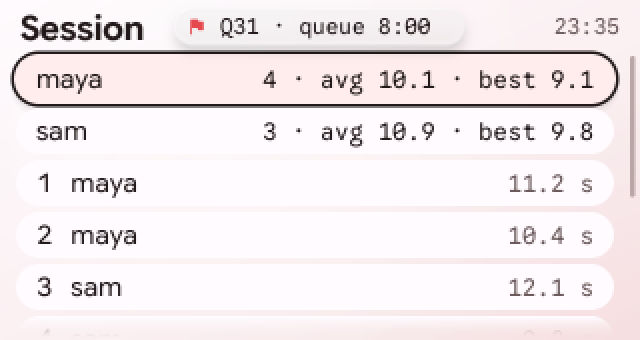 Session Q31 · queue 8:00 23:35
maya 4 · avg 10.1 · best 9.1
sam 3 · avg 10.9 · best 9.8
1 maya 11.2 s
2 maya 10.4 s
3 sam 12.1 s